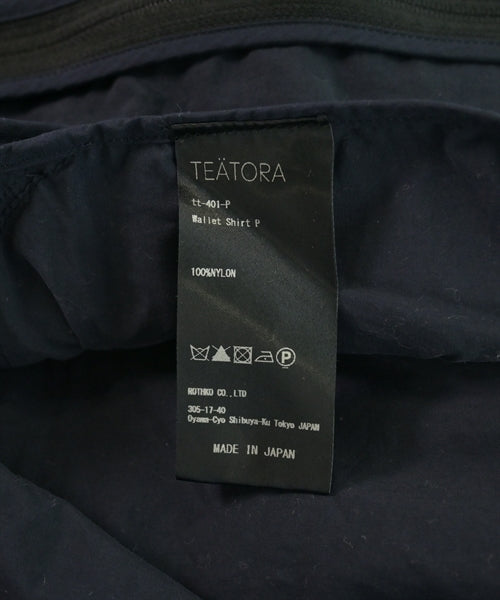 TEÄTORA
tt-401-P
Wallet Shirt P
100%NYLON
P
ROTHKO CO.,LTD
305-17-40
Oyama-Cyo Shibuya-Ku Tokyo JAPAN
MADE IN JAPAN